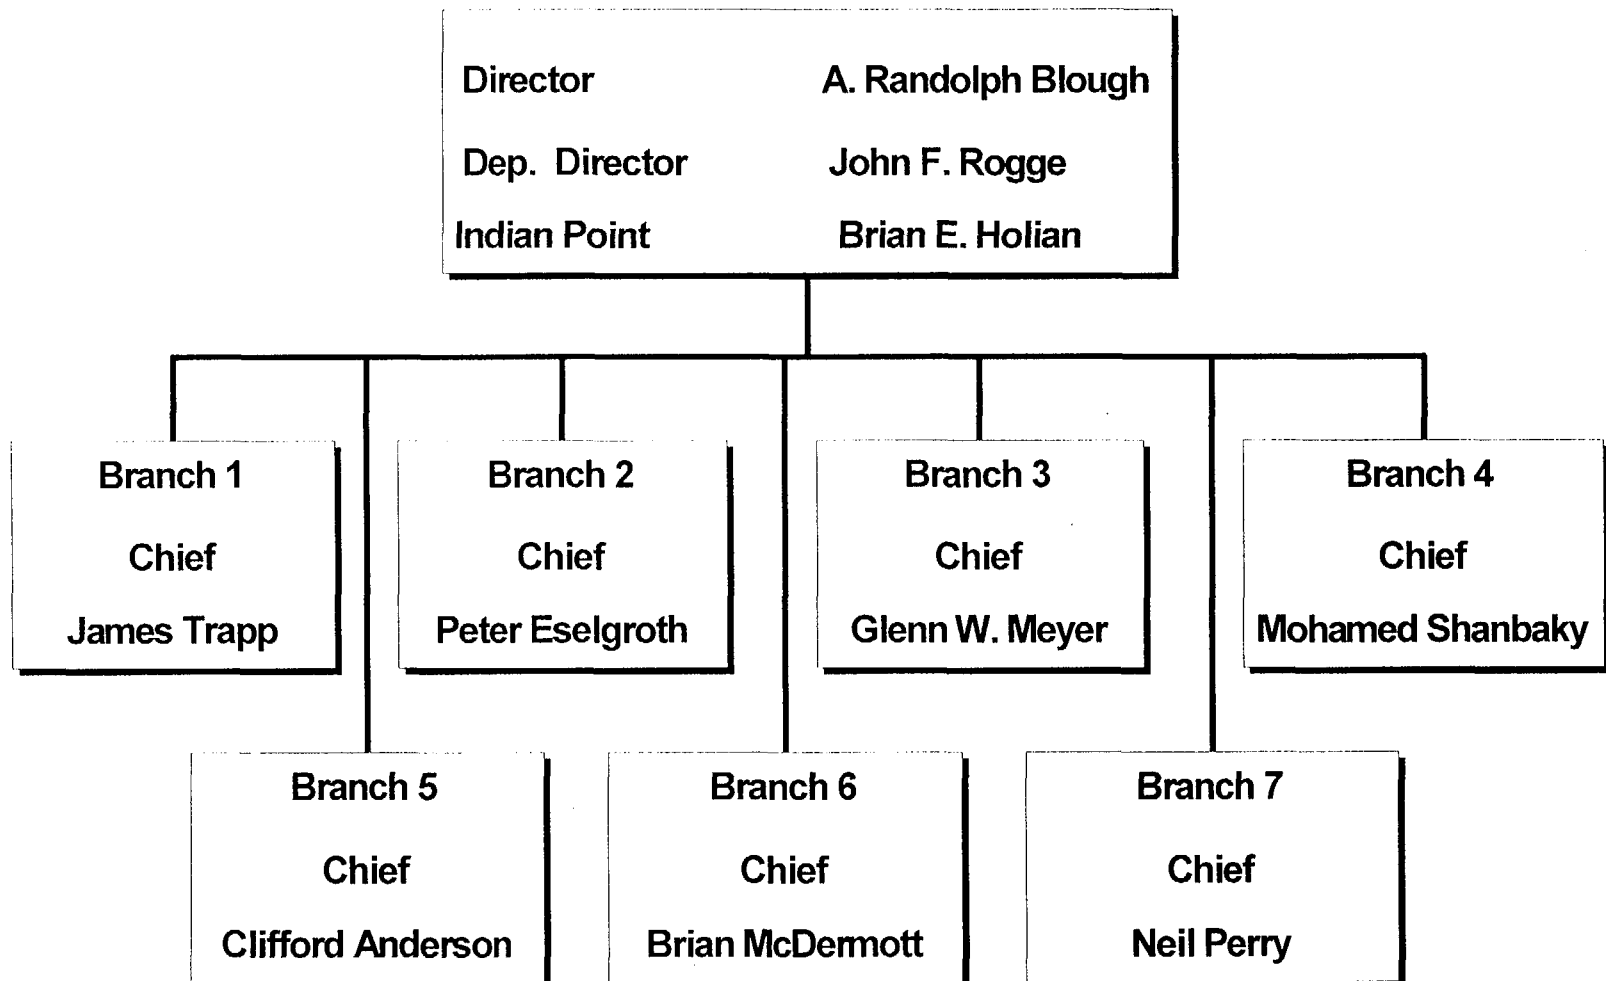 Director A. Randolph Blough
Dep. Director John F. Rogge
Indian Point Brian E. Holian
Branch 1
Chief
James Trapp
Branch 2
Chief
Peter Eselgroth
Branch 3
Chief
Glenn W. Meyer
Branch 4
Chief
Mohamed Shanbaky
Branch 5
Chief
Clifford Anderson
Branch 6
Chief
Brian McDermott
Branch 7
Chief
Neil Perry